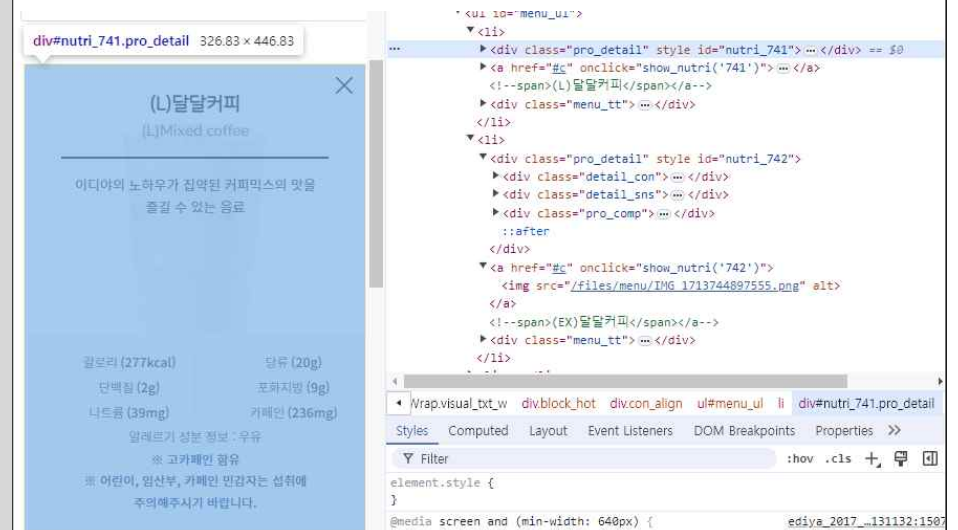 <ul id="menu_ul">
▼<li>
▶<div class="pro_detail" style id="nutri_741">…</div> == $0
▶<a href="#c" onclick="show_nutri('741')">…</a>
<!--span>(L)달달커피</span></a-->
▶<div class="menu_tt">…</div>
</li>
▼<li>
▼<div class="pro_detail" style id="nutri_742">
▶<div class="detail_con">…</div>
▶<div class="detail_sns">…</div>
▶<div class="pro_comp">…</div>
::after
</div>
▼<a href="#c" onclick="show_nutri('742')">
<img src="/files/menu/IMG_1713744897555.png" alt>
</a>
<!--span>(EX)달달커피</span></a-->
▶<div class="menu_tt">…</div>
</li>
div#nutri_741.pro_detail 326.83 × 446.83
(L)달달커피
(L)Mixed coffee
이디야의 노하우가 집약된 커피믹스의 맛을
즐길 수 있는 음료
칼로리 (277kcal) 당류 (20g)
단백질 (2g) 포화지방 (9g)
나트륨 (39mg) 카페인 (236mg)
알레르기 성분 정보 : 우유
※ 고카페인 함유
※ 어린이, 임산부, 카페인 민감자는 섭취에
주의해주시기 바랍니다.
Wrap.visual_txt_w div.block_hot div.con_align ul#menu_ul li div#nutri_741.pro_detail
Styles Computed Layout Event Listeners DOM Breakpoints Properties >>
Filter :hov .cls
element.style {
}
@media screen and (min-width: 640px) { ediya_2017_…131132:1507